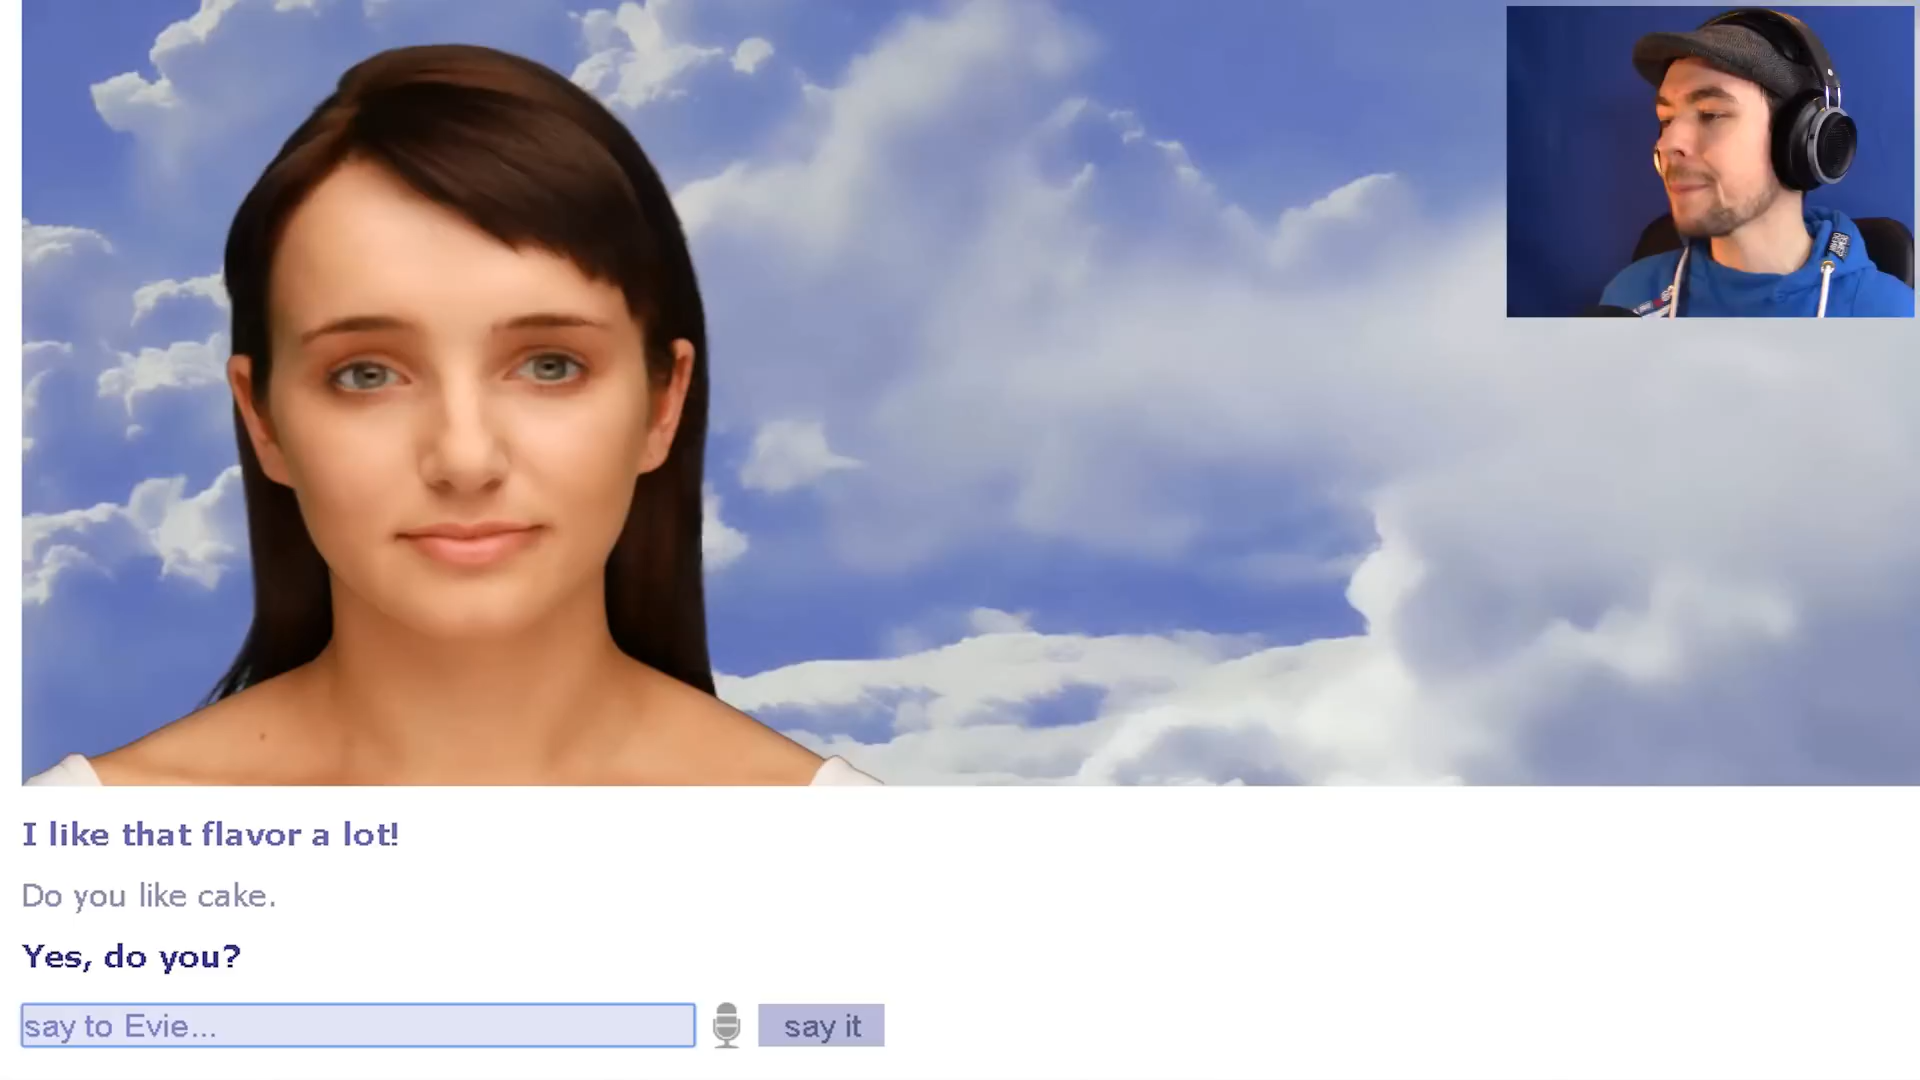 I like that flavor a lot!
Do you like cake.
Yes, do you?
say to Evie...
say it